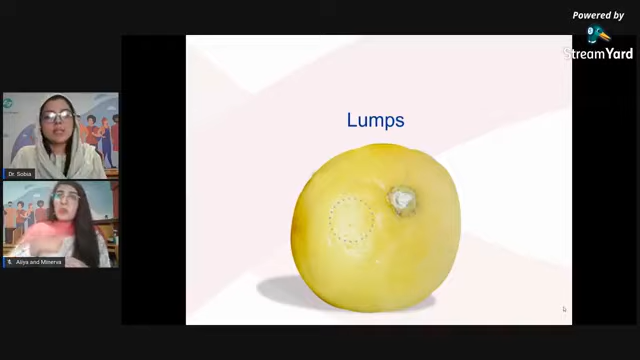 Powered by
StreamYard
Lumps
Dr. Sobia
Aliya and Minerva